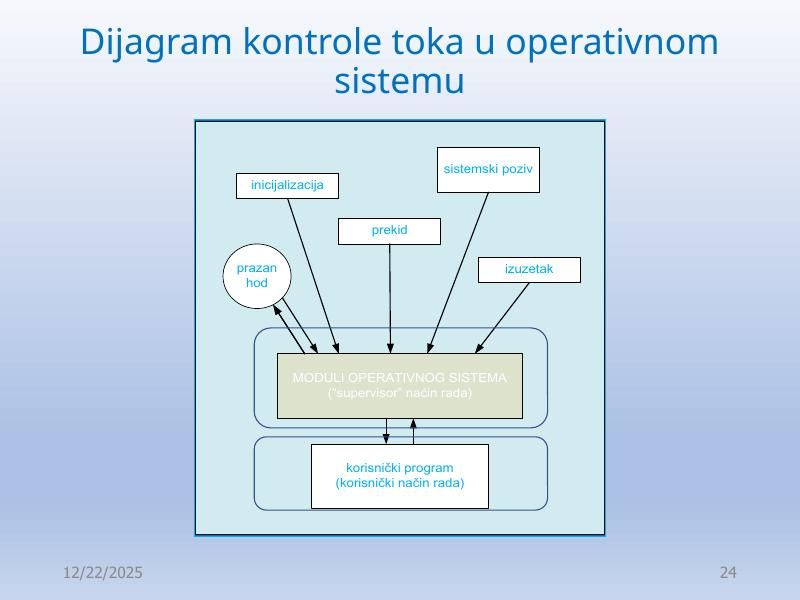 Dijagram kontrole toka u operativnom
sistemu
sistemski poziv
inicijalizacija
prekid
prazan
hod
izuzetak
MODULI OPERATIVNOG SISTEMA
("supervisor" način rada)
korisnički program
(korisnički način rada)
12/22/2025
24